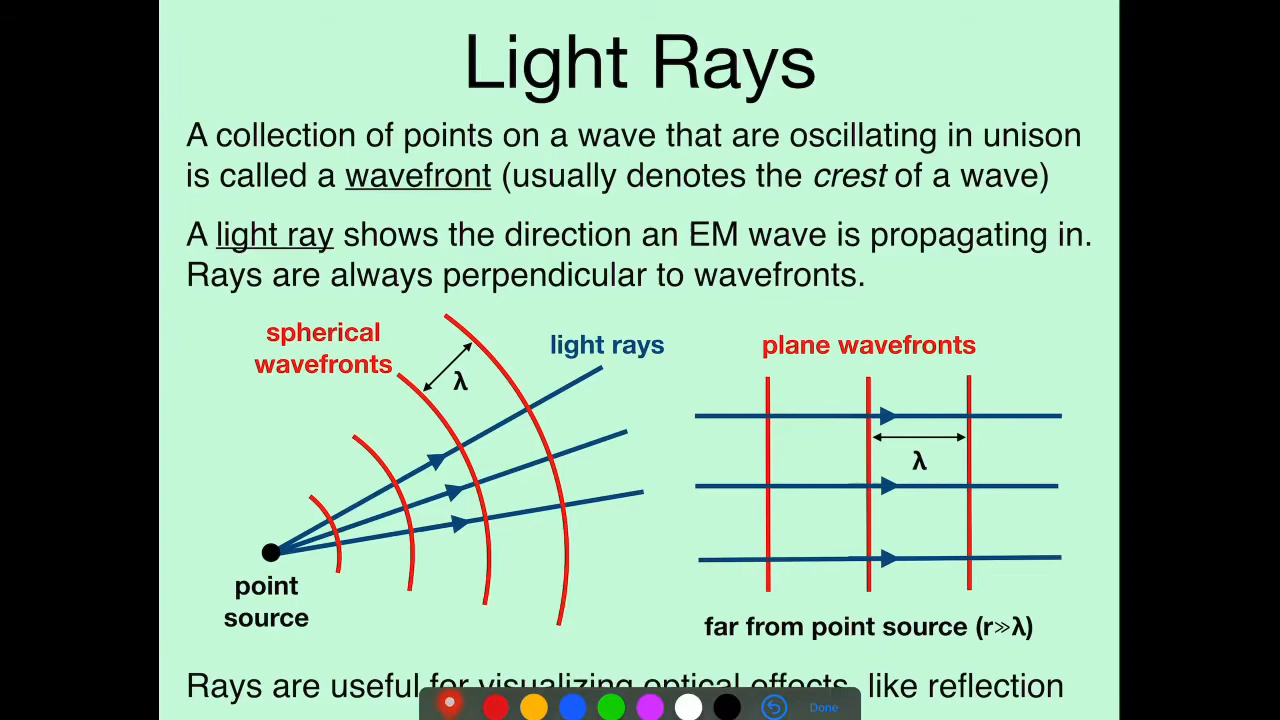 Light Rays
A collection of points on a wave that are oscillating in unison
is called a wavefront (usually denotes the crest of a wave)
A light ray shows the direction an EM wave is propagating in.
Rays are always perpendicular to wavefronts.
spherical
wavefronts
λ
light rays
point
source
plane wavefronts
λ
far from point source (r≫λ)
Rays are useful for visualizing optical effects, like reflection
Done